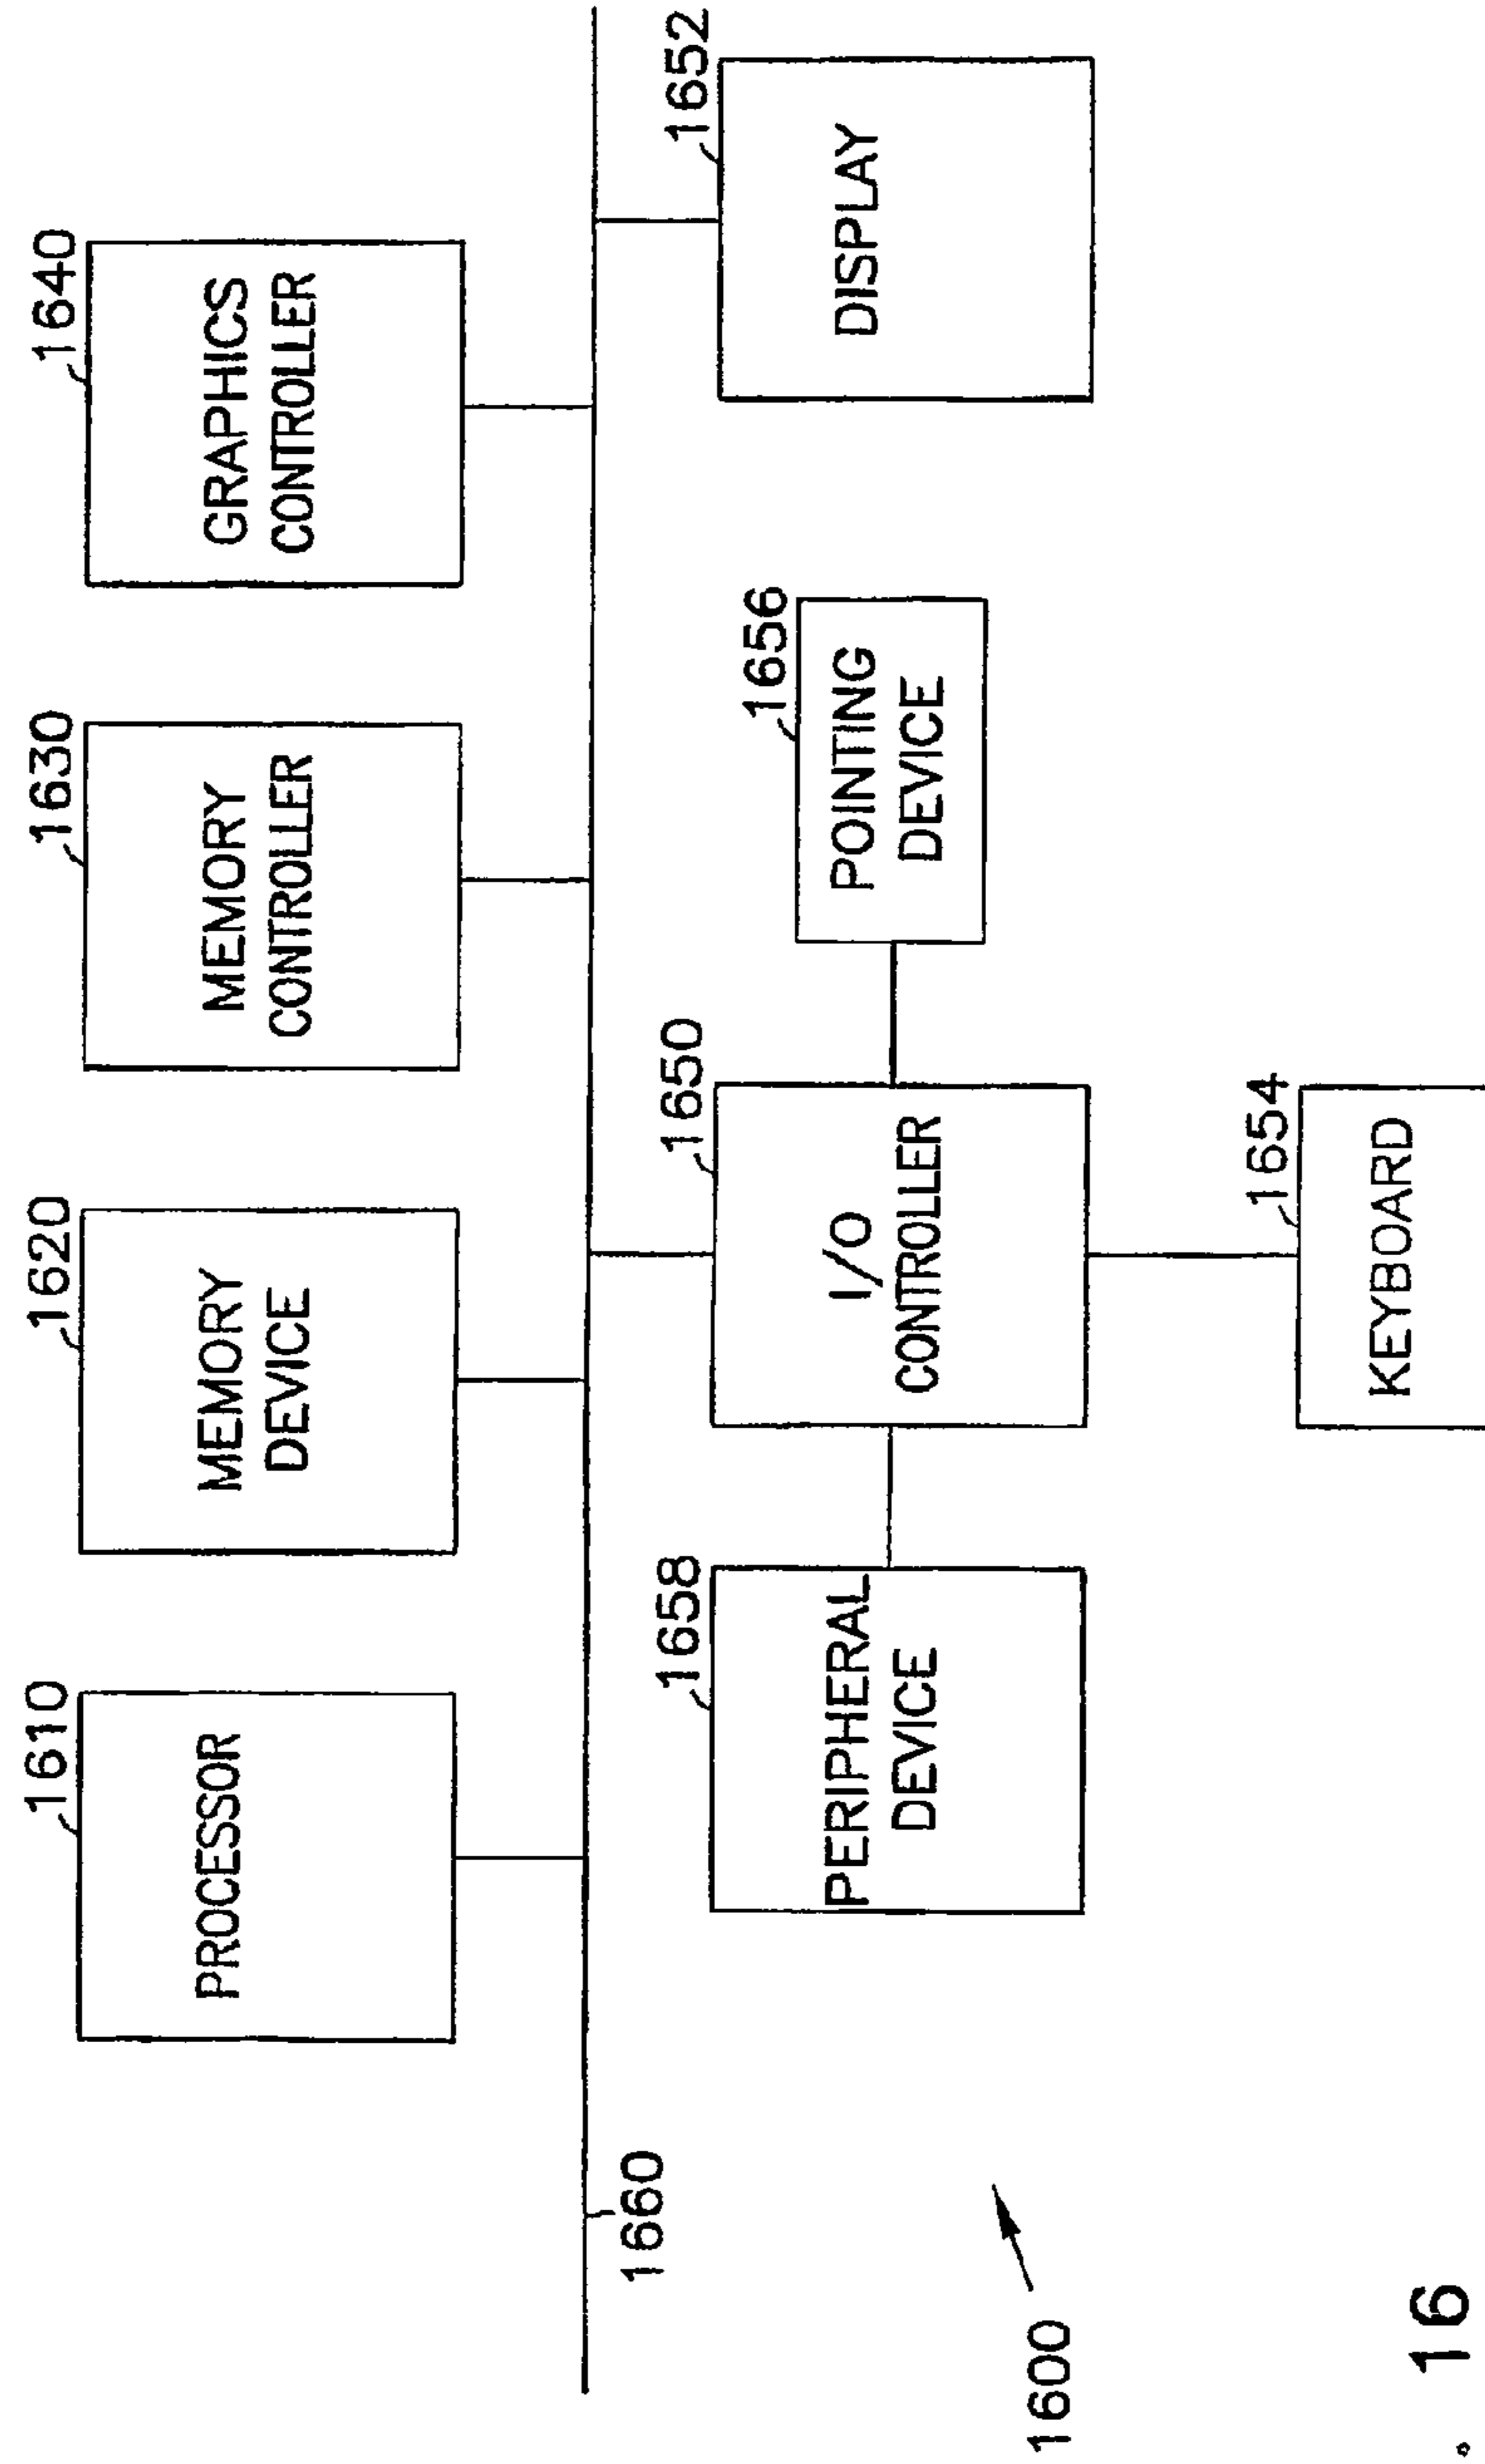 1610
PROCESSOR
1620
MEMORY
DEVICE
1630
MEMORY
CONTROLLER
1640
GRAPHICS
CONTROLLER
1660
1658
PERIPHERAL
DEVICE
1650
I/O
CONTROLLER
1656
POINTING
DEVICE
1652
DISPLAY
1600
1654
KEYBOARD
. 16